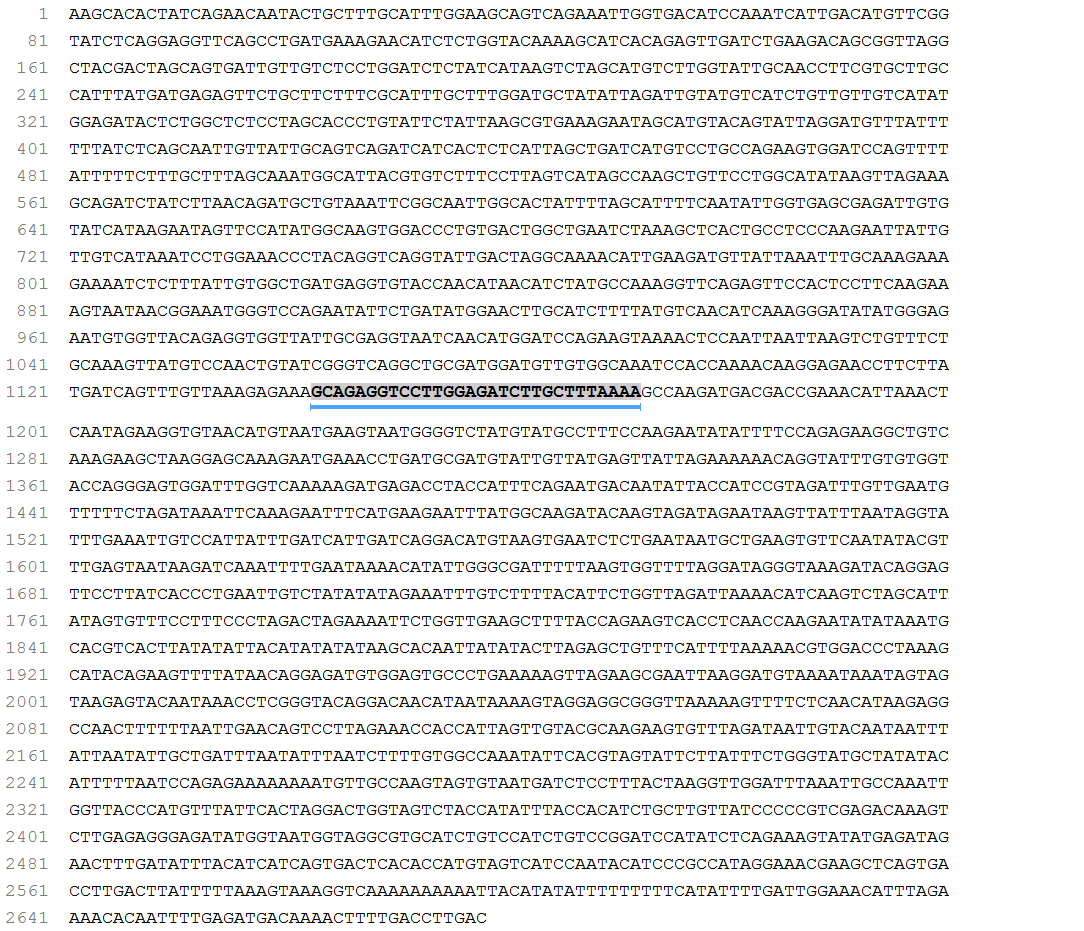 1 AAGCACACTATCAGAACAATACTGCTTTGCATTTGGAAGCAGTCAGAAATTGGTGACATCCAAATCATTGACATGTTCGG
81 TATCTCAGGAGGTTCAGCCTGATGAAAGAACATCTCTGGTACAAAAGCATCACAGAGTTGATCTGAAGACAGCGGTTAGG
161 CTACGACTAGCAGTGATTGTTGTCTCCTGGATCTCTATCATAAGTCTAGCATGTCTTGGTATTGCAACCTTCGTGCTTGC
241 CATTTATGATGAGAGTTCTGCTTCTTTCGCATTTGCTTTGGATGCTATATTAGATTGTATGTCATCTGTTGTTGTCATAT
321 GGAGATACTCTGGCTCTCCTAGCACCCTGTATTCTATTAAGCGTGAAAGAATAGCATGTACAGTATTAGGATGTTTATTT
401 TTTATCTCAGCAATTGTTATTGCAGTCAGATCATCACTCTCATTAGCTGATCATGTCCTGCCAGAAGTGGATCCAGTTTT
481 ATTTTTCTTTGCTTTAGCAAATGGCATTACGTGTCTTTCCTTAGTCATAGCCAAGCTGTTCCTGGCATATAAGTTAGAAA
561 GCAGATCTATCTTAACAGATGCTGTAAATTCGGCAATTGGCACTATTTTAGCATTTTCAATATTGGTGAGCGAGATTGTG
641 TATCATAAGAATAGTTCCATATGGCAAGTGGACCCTGTGACTGGCTGAATCTAAAGCTCACTGCCTCCCAAGAATTATTG
721 TTGTCATAAATCCTGGAAACCCTACAGGTCAGGTATTGACTAGGCAAAACATTGAAGATGTTATTAAATTTGCAAAGAAA
801 GAAAATCTCTTTATTGTGGCTGATGAGGTGTACCAACATAACATCTATGCCAAAGGTTCAGAGTTCCACTCCTTCAAGAA
881 AGTAATAACGGAAATGGGTCCAGAATATTCTGATATGGAACTTGCATCTTTTATGTCAACATCAAAGGGATATATGGGAG
961 AATGTGGTTACAGAGGTGGTTATTGCGAGGTAATCAACATGGATCCAGAAGTAAAACTCCAATTAATTAAGTCTGTTTCT
1041 GCAAAGTTATGTCCAACTGTATCGGGTCAGGCTGCGATGGATGTTGTGGCAAATCCACCAAAACAAGGAGAACCTTCTTA
1121 TGATCAGTTTGTTAAAGAGAAAGCAGAGGTCCTTGGAGATCTTGCTTTAAAAGCCAAGATGACGACCGAAACATTAAACT
1201 CAATAGAAGGTGTAACATGTAATGAAGTAATGGGGTCTATGTATGCCTTTCCAAGAATATATTTTCCAGAGAAGGCTGTC
1281 AAAGAAGCTAAGGAGCAAAGAATGAAACCTGATGCGATGTATTGTTATGAGTTATTAGAAAAAACAGGTATTTGTGTGGT
1361 ACCAGGGAGTGGATTTGGTCAAAAAGATGAGACCTACCATTTCAGAATGACAATATTACCATCCGTAGATTTGTTGAATG
1441 TTTTTCTAGATAAATTCAAAGAATTTCATGAAGAATTTATGGCAAGATACAAGTAGATAGAATAAGTTATTTAATAGGTA
1521 TTTGAAATTGTCCATTATTTGATCATTGATCAGGACATGTAAGTGAATCTCTGAATAATGCTGAAGTGTTCAATATACGT
1601 TTGAGTAATAAGATCAAATTTTGAATAAAACATATTGGGCGATTTTTAAGTGGTTTTAGGATAGGGTAAAGATACAGGAG
1681 TTCCTTATCACCCTGAATTGTCTATATATAGAAATTTGTCTTTTACATTCTGGTTAGATTAAAACATCAAGTCTAGCATT
1761 ATAGTGTTTCCTTTCCCTAGACTAGAAAATTCTGGTTGAAGCTTTTACCAGAAGTCACCTCAACCAAGAATATATAAATG
1841 CACGTCACTTATATATTACATATATATAAGCACAATTATATACTTAGAGCTGTTTCATTTTAAAAACGTGGACCCTAAAG
1921 CATACAGAAGTTTTATAACAGGAGATGTGGAGTGCCCTGAAAAAGTTAGAAGCGAATTAAGGATGTAAAATAAATAGTAG
2001 TAAGAGTACAATAAACCTCGGGTACAGGACAACATAATAAAAGTAGGAGGCGGGTTAAAAAGTTTTCTCAACATAAGAGG
2081 CCAACTTTTTTAATTGAACAGTCCTTAGAAACCACCATTAGTTGTACGCAAGAAGTGTTTAGATAATTGTACAATAATTT
2161 ATTAATATTGCTGATTTAATATTTAATCTTTTGTGGCCAAATATTCACGTAGTATTCTTATTTCTGGGTATGCTATATAC
2241 ATTTTTAATCCAGAGAAAAAAAATGTTGCCAAGTAGTGTAATGATCTCCTTTACTAAGGTTGGATTTAAATTGCCAAATT
2321 GGTTACCCATGTTTATTCACTAGGACTGGTAGTCTACCATATTTACCACATCTGCTTGTTATCCCCCGTCGAGACAAAGT
2401 CTTGAGAGGGAGATATGGTAATGGTAGGCGTGCATCTGTCCATCTGTCCGGATCCATATCTCAGAAAGTATATGAGATAG
2481 AACTTTGATATTTACATCATCAGTGACTCACACCATGTAGTCATCCAATACATCCCGCCATAGGAAACGAAGCTCAGTGA
2561 CCTTGACTTATTTTTAAAGTAAAGGTCAAAAAAAAAATTACATATATTTTTTTTTCATATTTTGATTGGAAACATTTAGA
2641 AAACACAATTTTGAGATGACAAAACTTTTGACCTTGAC